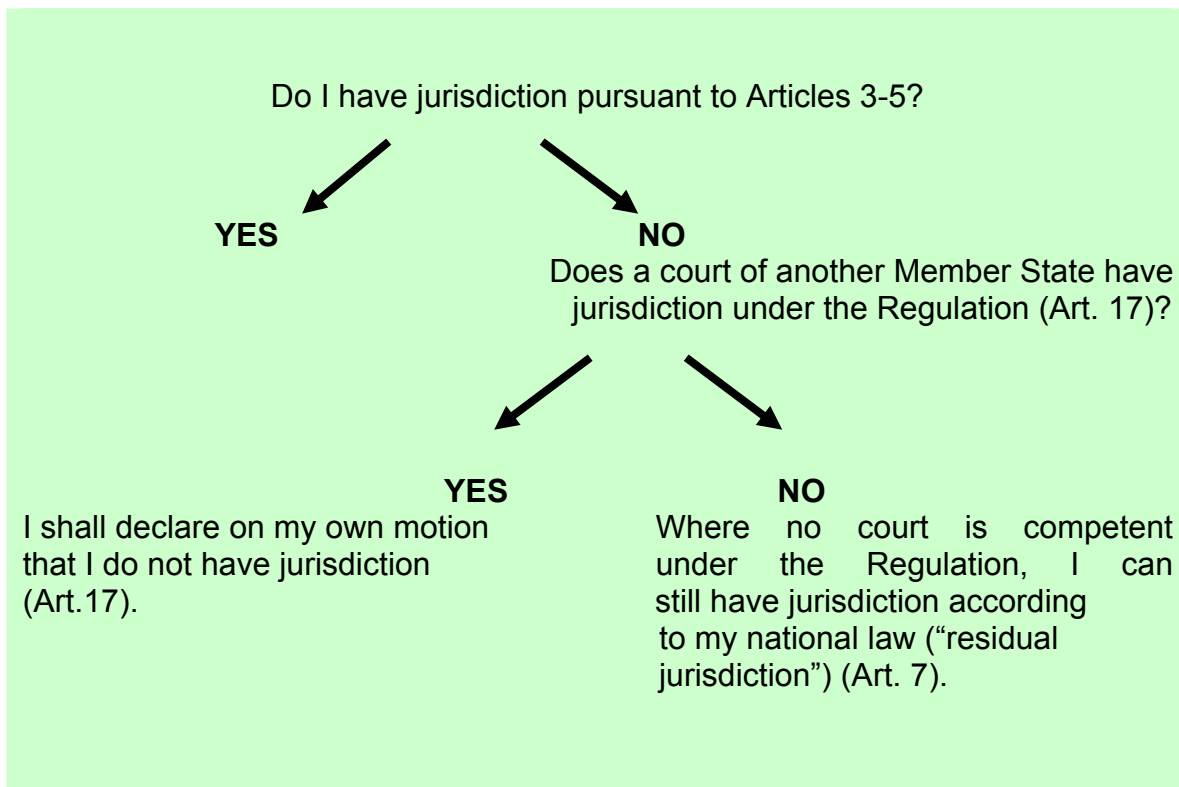 Do I have jurisdiction pursuant to Articles 3-5?
YES
NO
Does a court of another Member State have
jurisdiction under the Regulation (Art. 17)?
YES
I shall declare on my own motion
that I do not have jurisdiction
(Art.17).
NO
Where no court is competent
under the Regulation, I can
still have jurisdiction according
to my national law (“residual
jurisdiction”) (Art. 7).